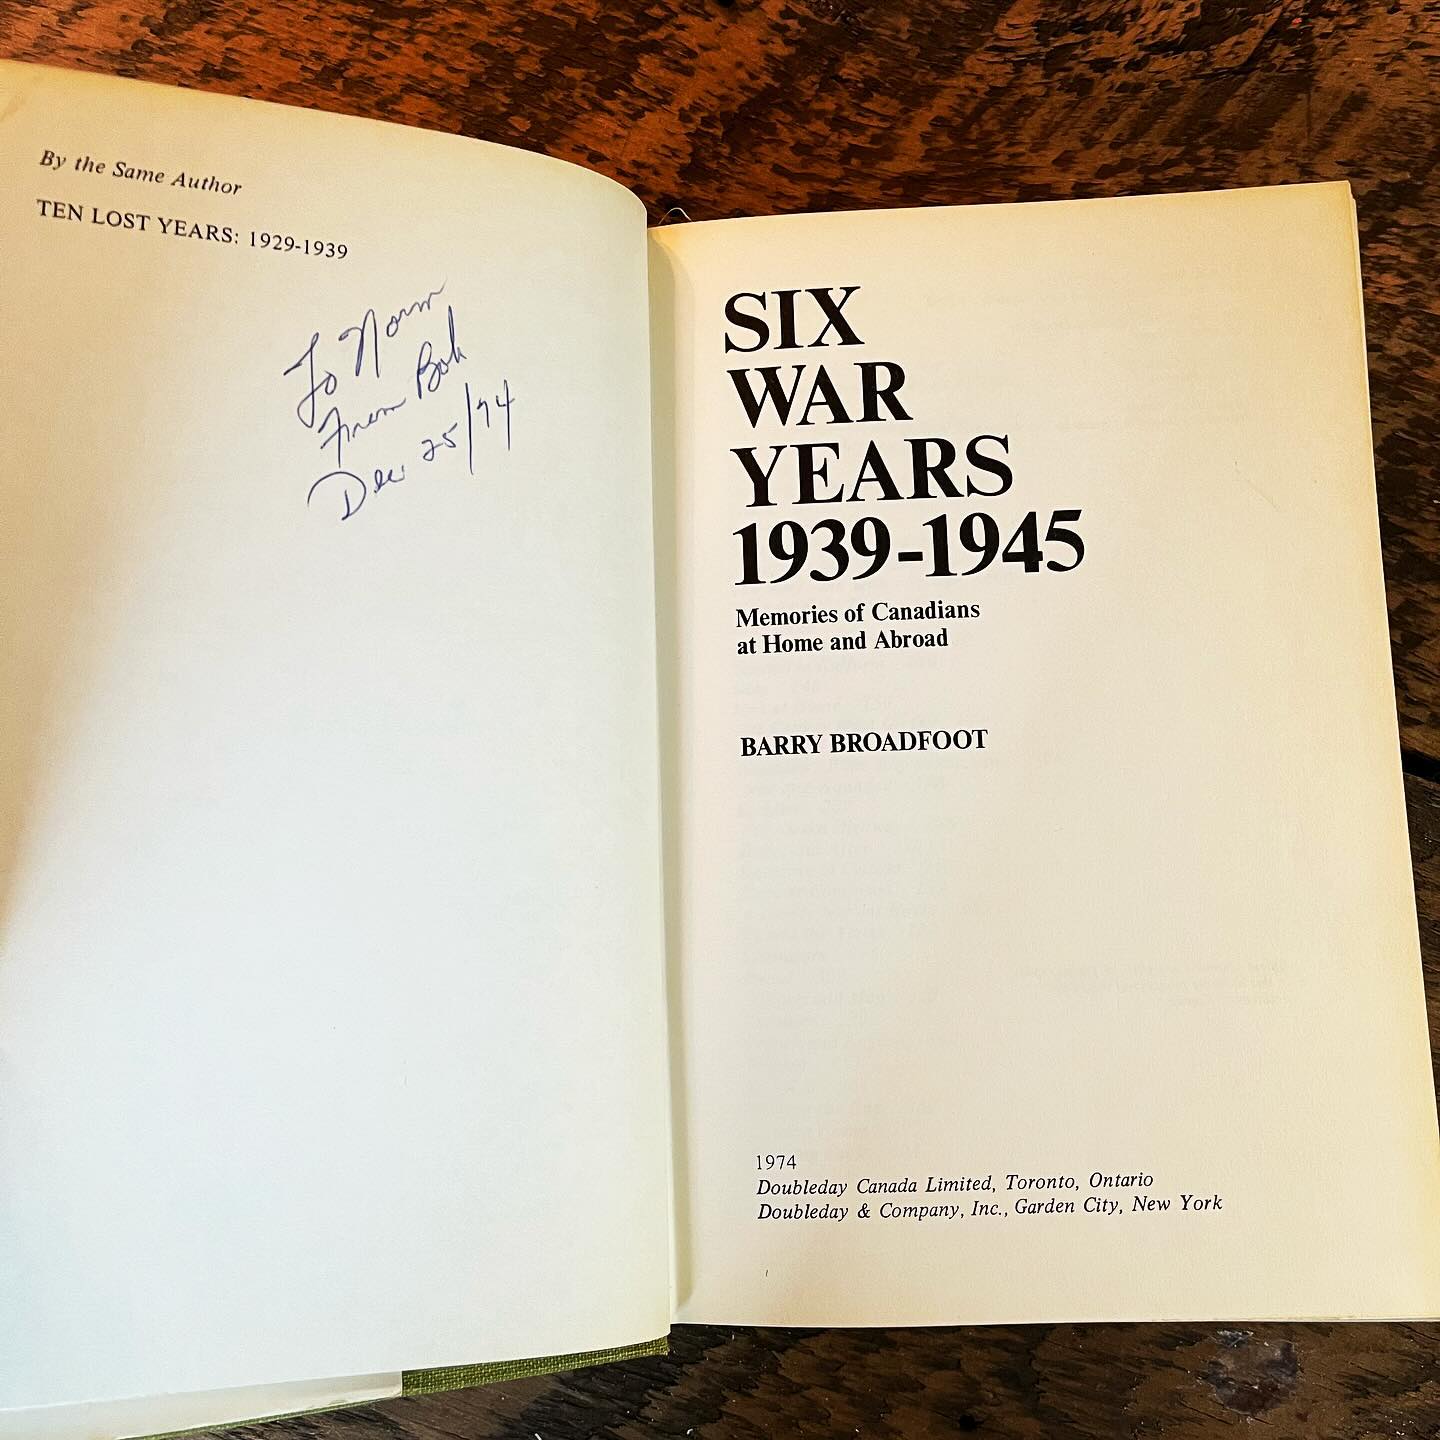 By the Same Author
TEN LOST YEARS: 1929-1939
To Norm
From Bob
Dec 25/74
SIX
WAR
YEARS
1939-1945
Memories of Canadians
at Home and Abroad
BARRY BROADFOOT
1974
Doubleday Canada Limited, Toronto, Ontario
Doubleday & Company, Inc., Garden City, New York